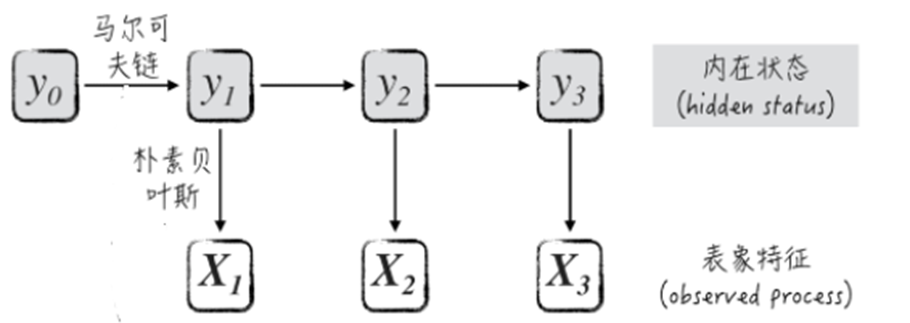 马尔可
夫链
y0
y1
y2
y3
内在状态
(hidden status)
朴素贝
叶斯
X1
X2
X3
表象特征
(observed process)